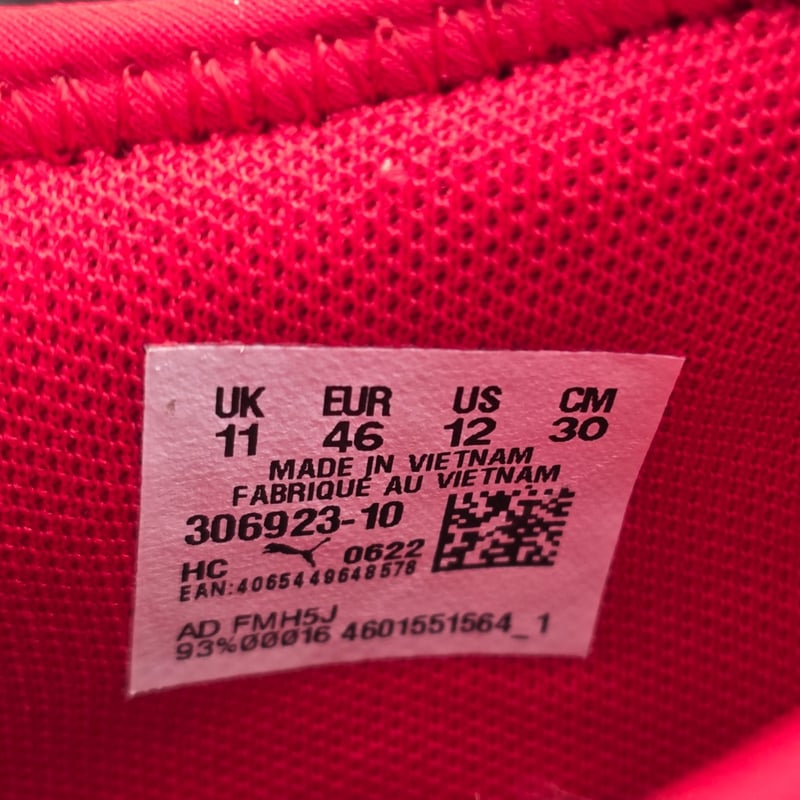 UK EUR US CM
11 46 12 30
MADE IN VIETNAM
FABRIQUE AU VIETNAM
306923-10
HC 0622
EAN:4065449648578
AD FMH5J
93%00016 4601551564_1